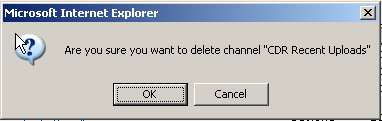 Microsoft Internet Explorer
Are you sure you want to delete channel "CDR Recent Uploads"
OK
Cancel